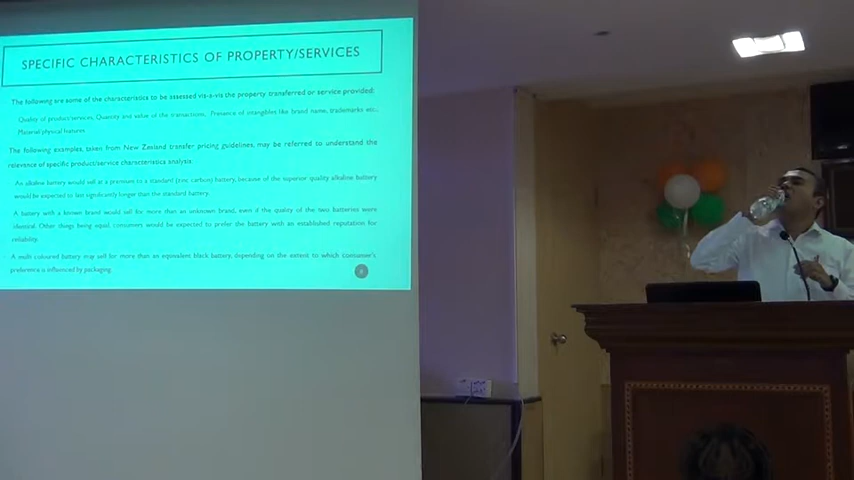 SPECIFIC CHARACTERISTICS OF PROPERTY/SERVICES
The following are some of the characteristics to be assessed vis-a-vis the property transferred or service provided:
Quality of product/services, Quantity and value of the transactions, Presence of intangibles like brand name, trademarks etc.,
Material physical features.
The following examples, taken from New Zealand transfer pricing guidelines, may be referred to understand the
relevance of specific product/service characteristics analysis:
An alkaline battery would sell at a premium to a standard (zinc carbon) battery, because of the superior quality alkaline battery
would be expected to last significantly longer than the standard battery.
A battery with a known brand would sell for more than an unknown brand, even if the quality of the two batteries were
identical. Other things being equal, consumers would be expected to prefer the battery with an established reputation for
reliability.
A multi coloured battery may sell for more than an equivalent black battery, depending on the extent to which consumer's
preference is influenced by packaging.